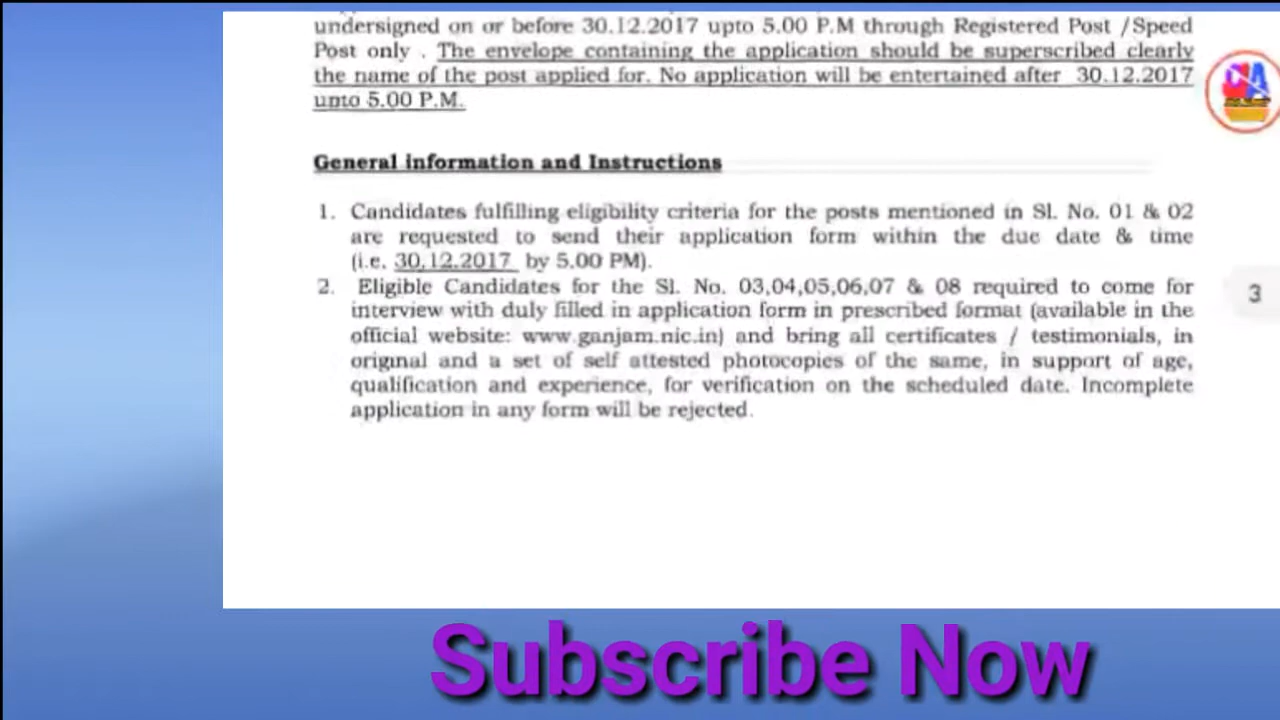 undersigned on or before 30.12.2017 upto 5.00 P.M through Registered Post /Speed
Post only . The envelope containing the application should be superscribed clearly
the name of the post applied for. No application will be entertained after 30.12.2017
upto 5.00 P.M.
General information and Instructions
1. Candidates fulfilling eligibility criteria for the posts mentioned in Sl. No. 01 & 02
are requested to send their application form within the due date & time
(i.e. 30.12.2017 by 5.00 PM).
2. Eligible Candidates for the Sl. No. 03,04,05,06,07 & 08 required to come for
interview with duly filled in application form in prescribed format (available in the
official website: www.ganjam.nic.in) and bring all certificates / testimonials, in
original and a set of self attested photocopies of the same, in support of age,
qualification and experience, for verification on the scheduled date. Incomplete
application in any form will be rejected.
3
Subscribe Now